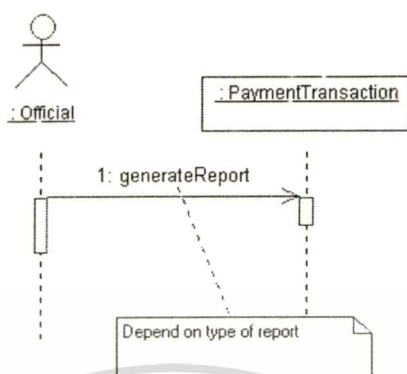 : Official
: PaymentTransaction
1: generateReport
Depend on type of report